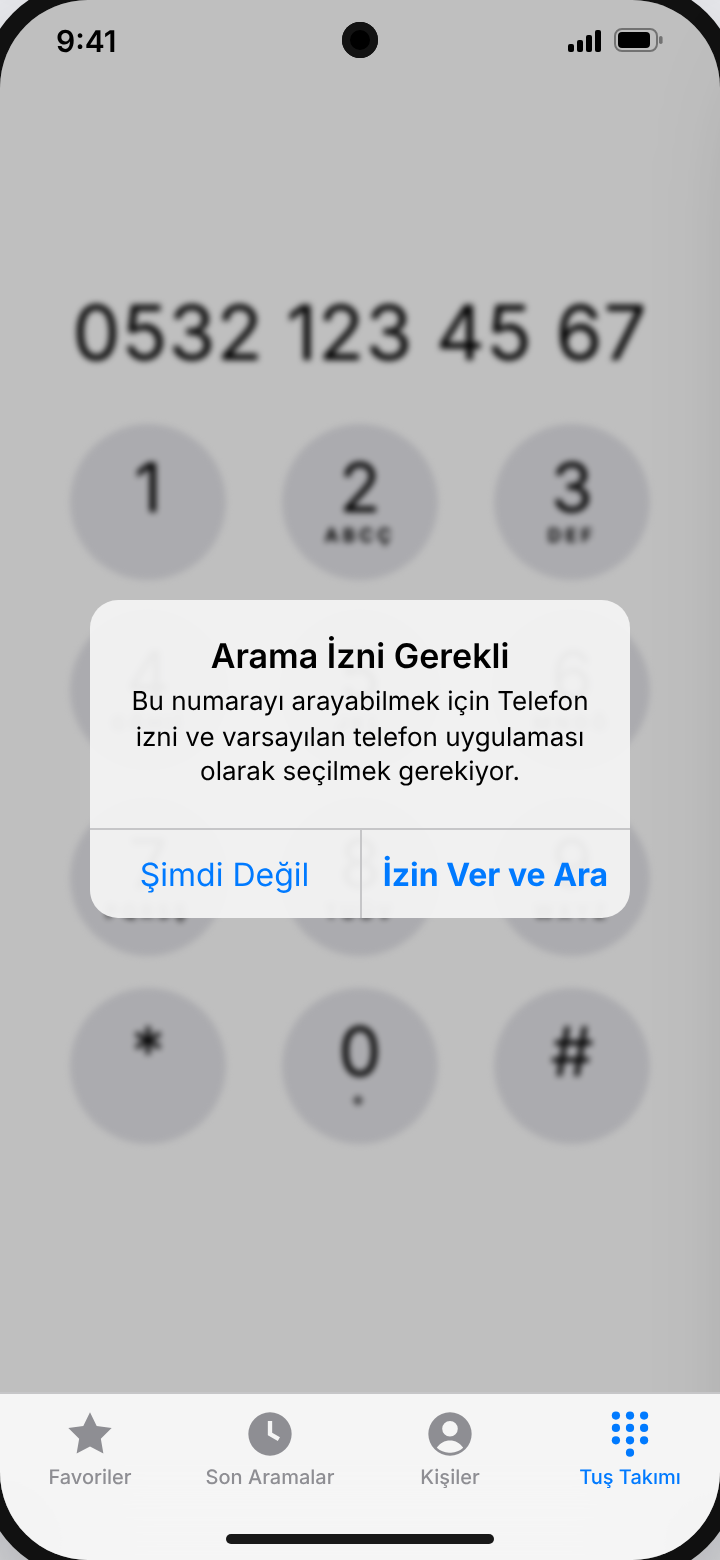 9:41
0532 123 45 67
1
2
3
ABCÇ
DEF
Arama İzni Gerekli
Bu numarayı arayabilmek için Telefon
izni ve varsayılan telefon uygulaması
olarak seçilmek gerekiyor.
Şimdi Değil
İzin Ver ve Ara
*
0
#
Favoriler
Son Aramalar
Kişiler
Tuş Takımı